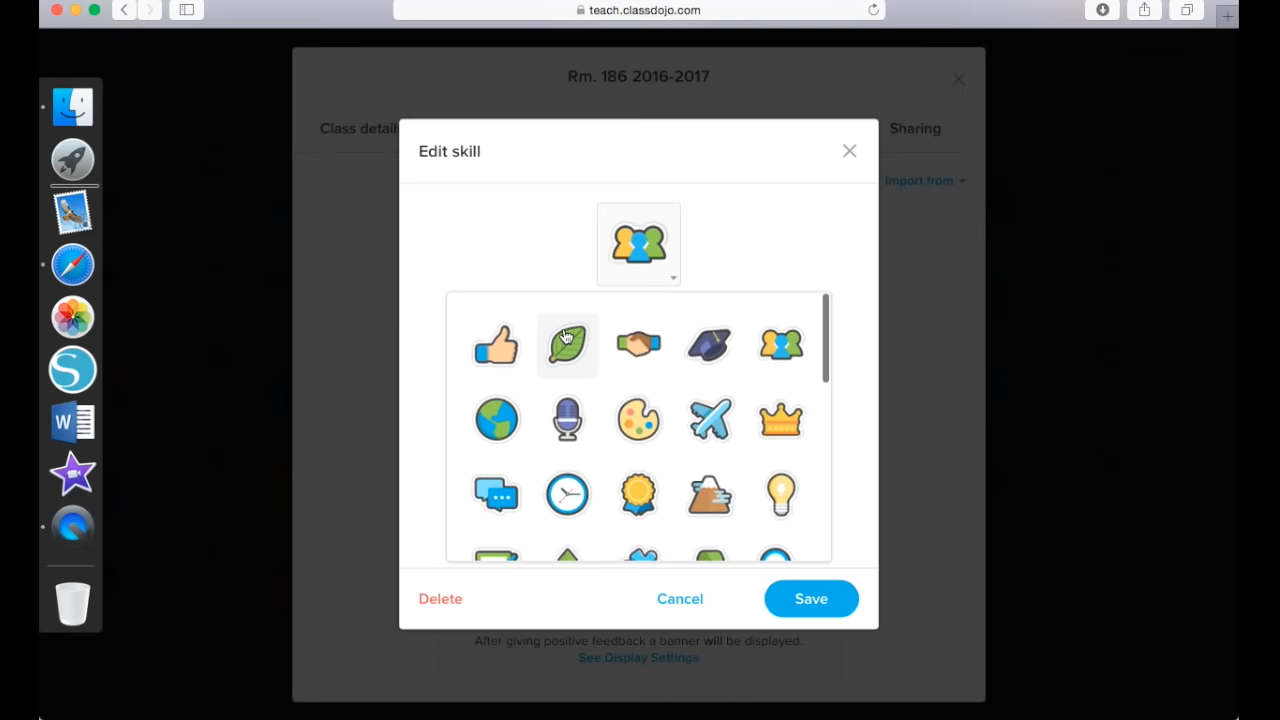 teach.classdojo.com
Rm. 186 2016-2017
Class detail
Sharing
Edit skill
Import from
S
W
Delete
Cancel
Save
After giving positive feedback a banner will be displayed.
See Display Settings